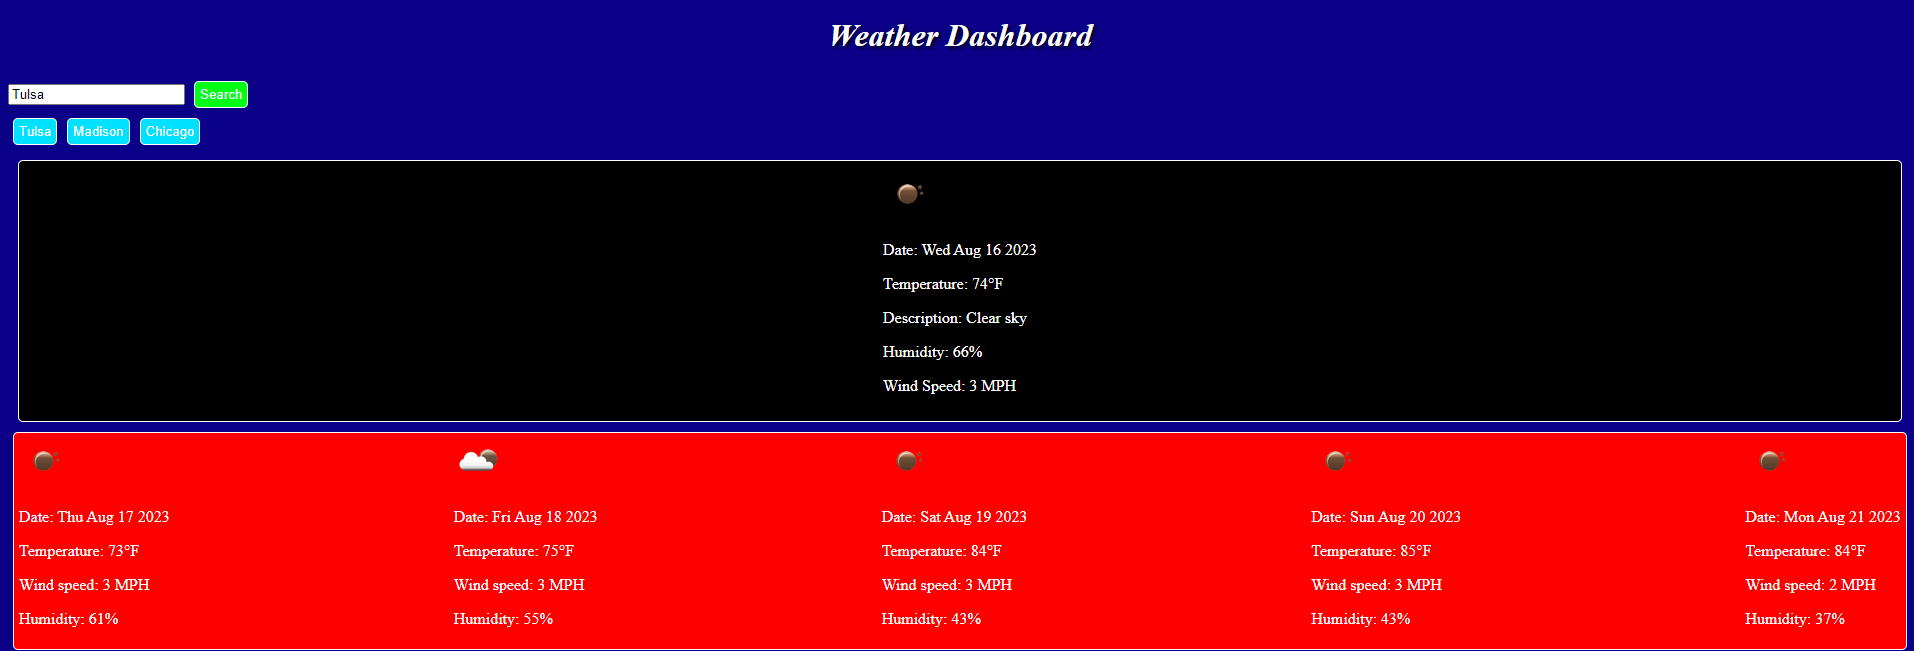 Weather Dashboard
Tulsa Search
Tulsa Madison Chicago
Date: Wed Aug 16 2023
Temperature: 74°F
Description: Clear sky
Humidity: 66%
Wind Speed: 3 MPH
Date: Thu Aug 17 2023
Temperature: 73°F
Wind speed: 3 MPH
Humidity: 61%
Date: Fri Aug 18 2023
Temperature: 75°F
Wind speed: 3 MPH
Humidity: 55%
Date: Sat Aug 19 2023
Temperature: 84°F
Wind speed: 3 MPH
Humidity: 43%
Date: Sun Aug 20 2023
Temperature: 85°F
Wind speed: 3 MPH
Humidity: 43%
Date: Mon Aug 21 2023
Temperature: 84°F
Wind speed: 2 MPH
Humidity: 37%